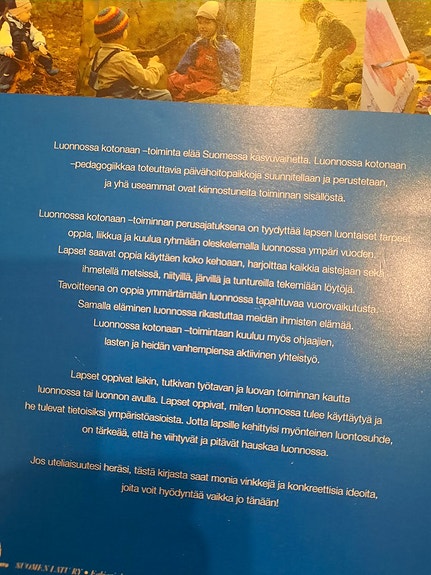 Luonnossa kotonaan –toiminta elää Suomessa kasvuvaihetta. Luonnossa kotonaan
–pedagogiikkaa toteuttavia päivähoitopaikkoja suunnitellaan ja perustetaan,
ja yhä useammat ovat kiinnostuneita toiminnan sisällöstä.
Luonnossa kotonaan –toiminnan perusajatuksena on tyydyttää lapsen luontaiset tarpeet
oppia, liikkua ja kuulua ryhmään oleskelemalla luonnossa ympäri vuoden.
Lapset saavat oppia käyttäen koko kehoaan, harjoittaa kaikkia aistejaan sekä
ihmetellä metsissä, niityillä, järvillä ja tuntureilla tekemiään löytöjä.
Tavoitteena on oppia ymmärtämään luonnossa tapahtuvaa vuorovaikutusta.
Samalla eläminen luonnossa rikastuttaa meidän ihmisten elämää.
Luonnossa kotonaan –toimintaan kuuluu myös ohjaajien,
lasten ja heidän vanhempiensa aktiivinen yhteistyö.
Lapset oppivat leikin, tutkivan työtavan ja luovan toiminnan kautta
luonnossa tai luonnon avulla. Lapset oppivat, miten luonnossa tulee käyttäytyä ja
he tulevat tietoisiksi ympäristöasioista. Jotta lapsille kehittyisi myönteinen luontosuhde,
on tärkeää, että he viihtyvät ja pitävät hauskaa luonnossa.
Jos uteliaisuutesi heräsi, tästä kirjasta saat monia vinkkejä ja konkreettisia ideoita,
joita voit hyödyntää vaikka jo tänään!
SUOMEN LATU RY •